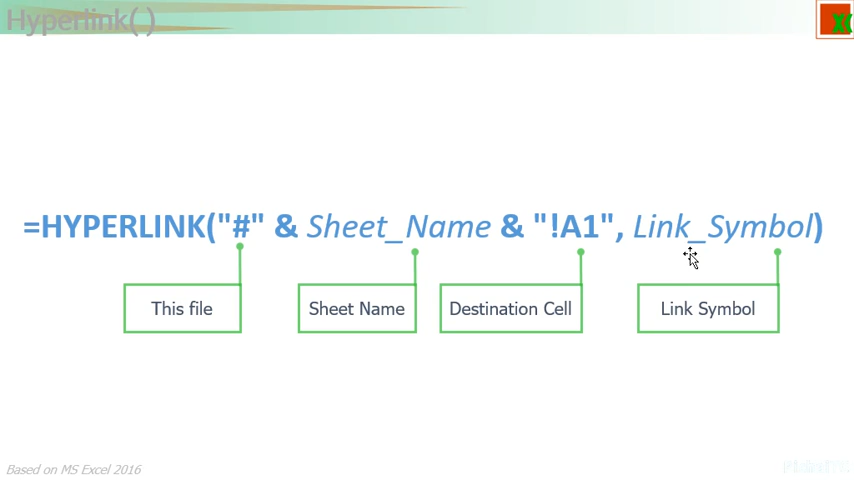 Hyperlink( )
=HYPERLINK("#" & Sheet_Name & "!A1", Link_Symbol)
This file
Sheet Name
Destination Cell
Link Symbol
Based on MS Excel 2016